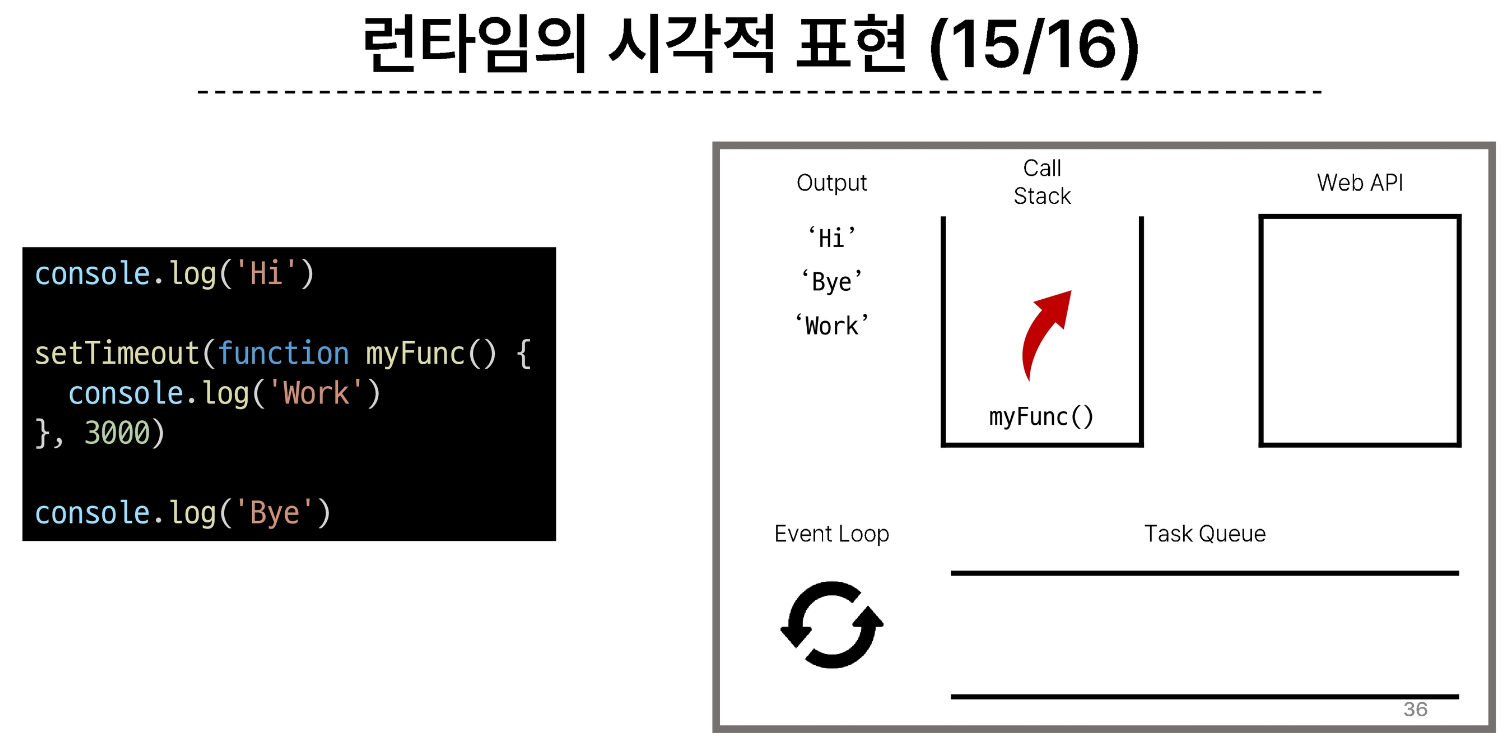 런타임의 시각적 표현 (15/16)
console.log('Hi')
setTimeout(function myFunc() {
  console.log('Work')
}, 3000)
console.log('Bye')
Output
‘Hi’
‘Bye’
‘Work’
Call
Stack
myFunc()
Web API
Event Loop
Task Queue
36